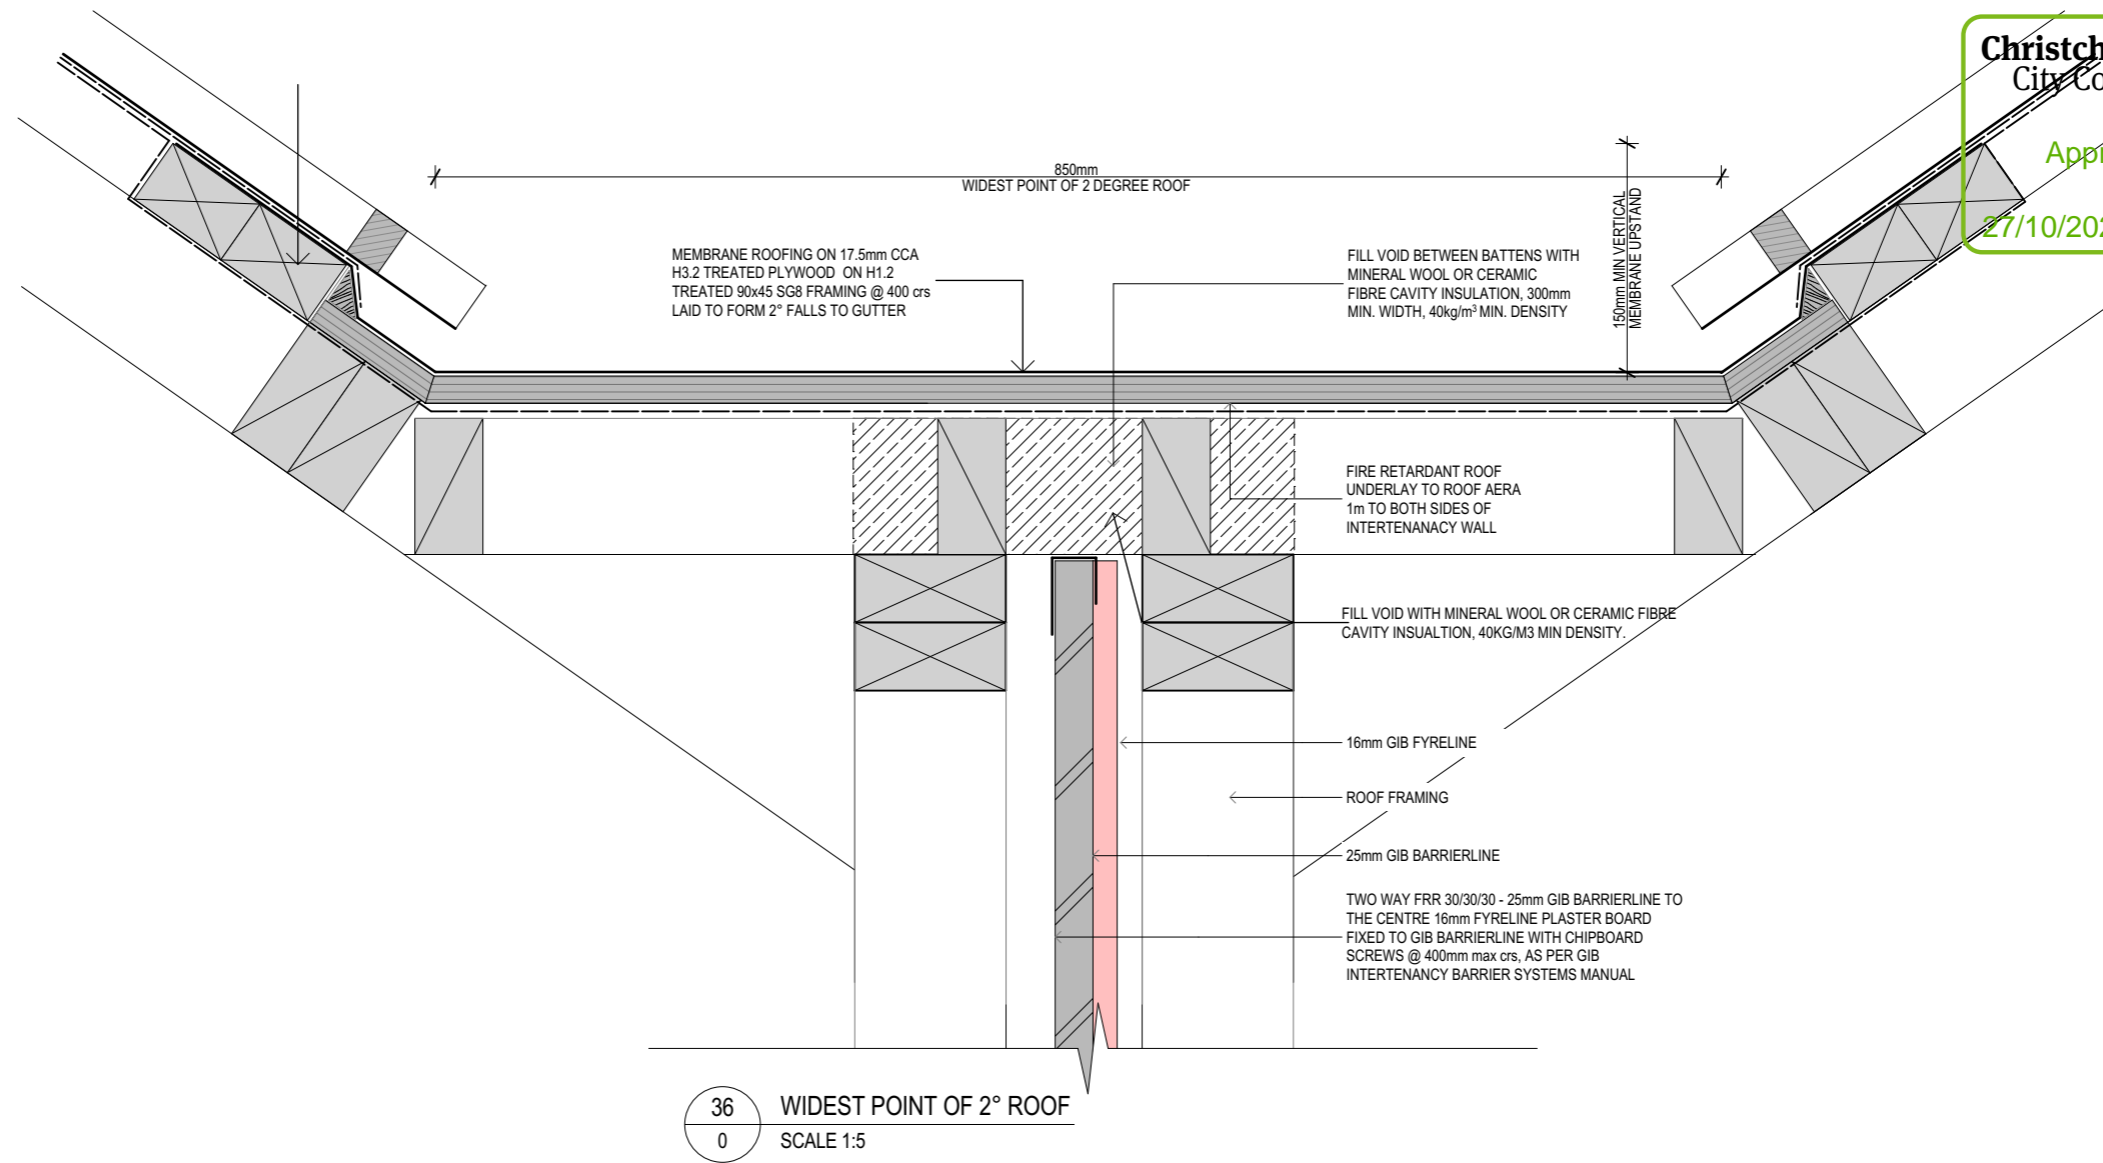 Christch
City Co
Appr
27/10/202
850mm
WIDEST POINT OF 2 DEGREE ROOF
150mm MIN VERTICAL
MEMBRANE UPSTAND
MEMBRANE ROOFING ON 17.5mm CCA
H3.2 TREATED PLYWOOD ON H1.2
TREATED 90x45 SG8 FRAMING @ 400 crs
LAID TO FORM 2° FALLS TO GUTTER
FILL VOID BETWEEN BATTENS WITH
MINERAL WOOL OR CERAMIC
FIBRE CAVITY INSULATION, 300mm
MIN. WIDTH, 40kg/m³ MIN. DENSITY
FIRE RETARDANT ROOF
UNDERLAY TO ROOF AERA
1m TO BOTH SIDES OF
INTERTENANACY WALL
FILL VOID WITH MINERAL WOOL OR CERAMIC FIBRE
CAVITY INSUALTION, 40KG/M3 MIN DENSITY.
16mm GIB FYRELINE
ROOF FRAMING
25mm GIB BARRIERLINE
TWO WAY FRR 30/30/30 - 25mm GIB BARRIERLINE TO
THE CENTRE 16mm FYRELINE PLASTER BOARD
FIXED TO GIB BARRIERLINE WITH CHIPBOARD
SCREWS @ 400mm max crs, AS PER GIB
INTERTENANCY BARRIER SYSTEMS MANUAL
36
0
WIDEST POINT OF 2° ROOF
SCALE 1:5